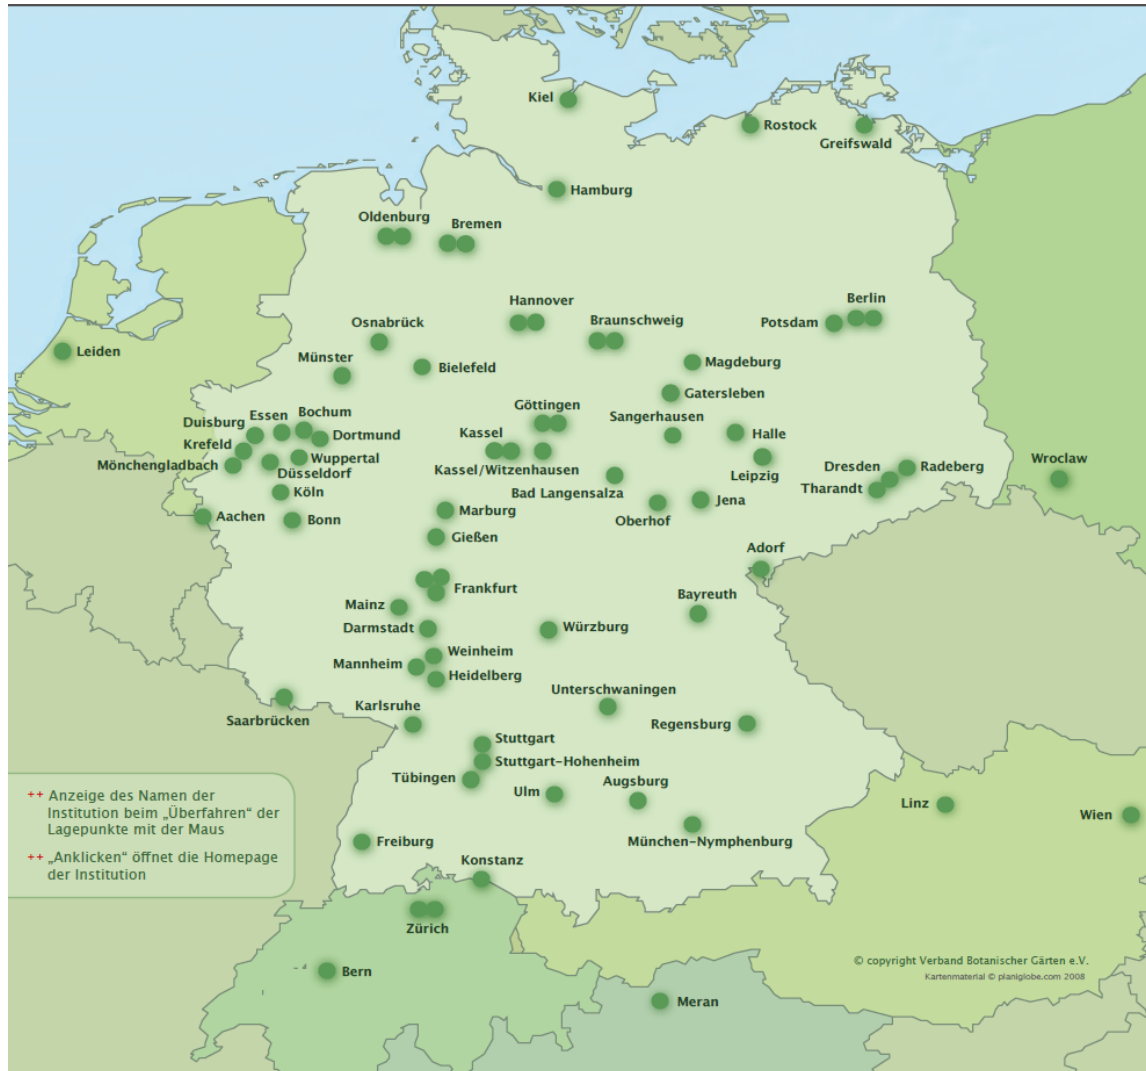 Kiel
Rostock
Greifswald
Hamburg
Oldenburg
Bremen
Hannover
Berlin
Braunschweig
Potsdam
Osnabrück
Leiden
Münster
Bielefeld
Magdeburg
Gatersleben
Göttingen
Sangerhausen
Essen
Bochum
Duisburg
Dortmund
Kassel
Halle
Krefeld
Wuppertal
Mönchengladbach
Düsseldorf
Kassel/Witzenhausen
Leipzig
Dresden
Radeberg
Wroclaw
Tharandt
Köln
Bad Langensalza
Jena
Oberhof
Marburg
Aachen
Bonn
Gießen
Adorf
Frankfurt
Bayreuth
Mainz
Darmstadt
Würzburg
Weinheim
Mannheim
Heidelberg
Unterschwaningen
Karlsruhe
Saarbrücken
Regensburg
Stuttgart
Stuttgart-Hohenheim
Tübingen
Augsburg
Ulm
Linz
Wien
++ Anzeige des Namen der
Institution beim „Überfahren“ der
Lagepunkte mit der Maus
++ „Anklicken“ öffnet die Homepage
der Institution
Freiburg
München-Nymphenburg
Konstanz
Zürich
Bern
Meran
© copyright Verband Botanischer Gärten e.V.
Kartenmaterial © planiglobe.com 2008